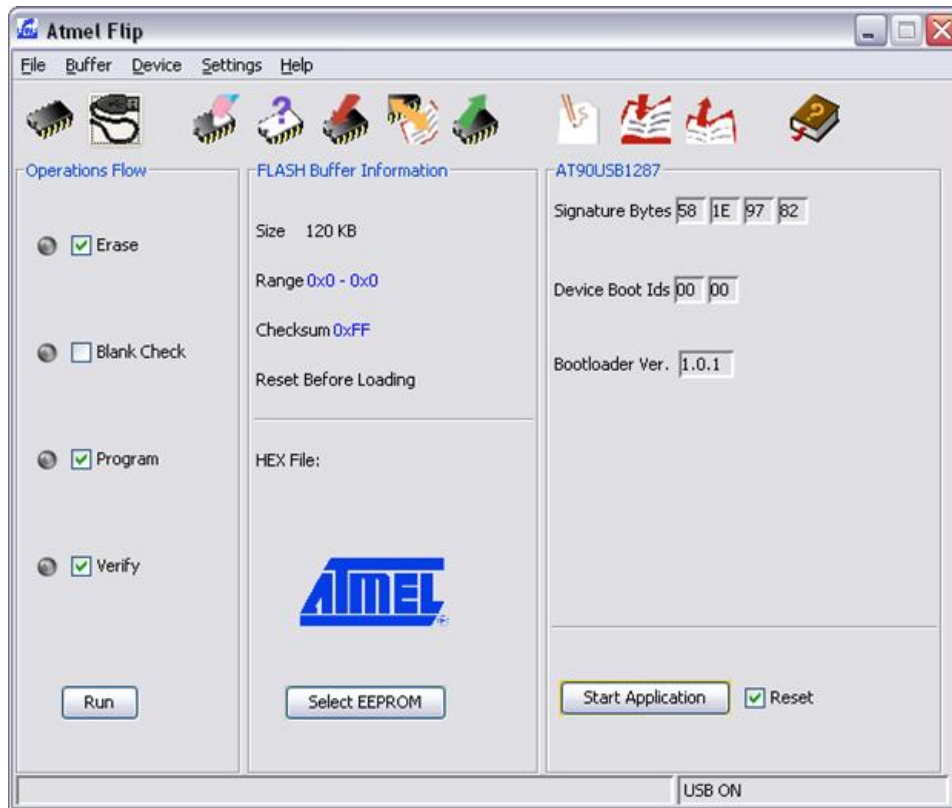 Atmel Flip
File Buffer Device Settings Help
Operations Flow
Erase
Blank Check
Program
Verify
Run
FLASH Buffer Information
Size 120 KB
Range 0x0 - 0x0
Checksum 0xFF
Reset Before Loading
HEX File:
ATMEL
Select EEPROM
AT90USB1287
Signature Bytes 58 1E 97 82
Device Boot Ids 00 00
Bootloader Ver. 1.0.1
Start Application Reset
USB ON